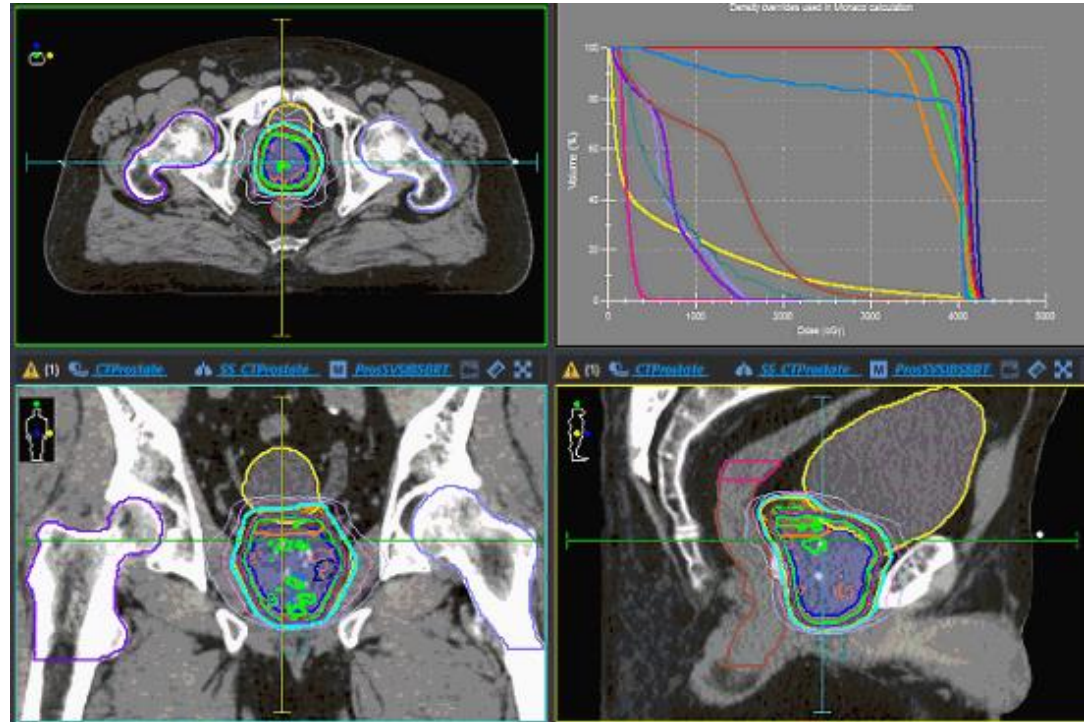 Density overrides used in Monaco calculation
100
80
60
40
20
0
Volume (%)
0
1000
2000
3000
4000
5000
Dose (cGy)
(1) CTProstate SS_CTProstate M ProsSVSIBSBRT
(1) CTProstate SS_CTProstate M ProsSVSIBSBRT